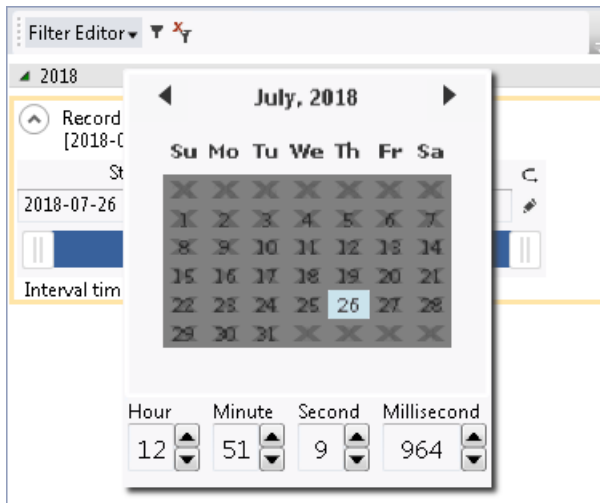 Filter Editor
2018
Record
[2018-0
St
2018-07-26
Interval tim
July, 2018
Su Mo Tu We Th Fr Sa
1 2 3 4 5 6 7
8 9 10 11 12 13 14
15 16 17 18 19 20 21
22 23 24 25 26 27 28
29 30 31
Hour Minute Second Millisecond
12 51 9 964